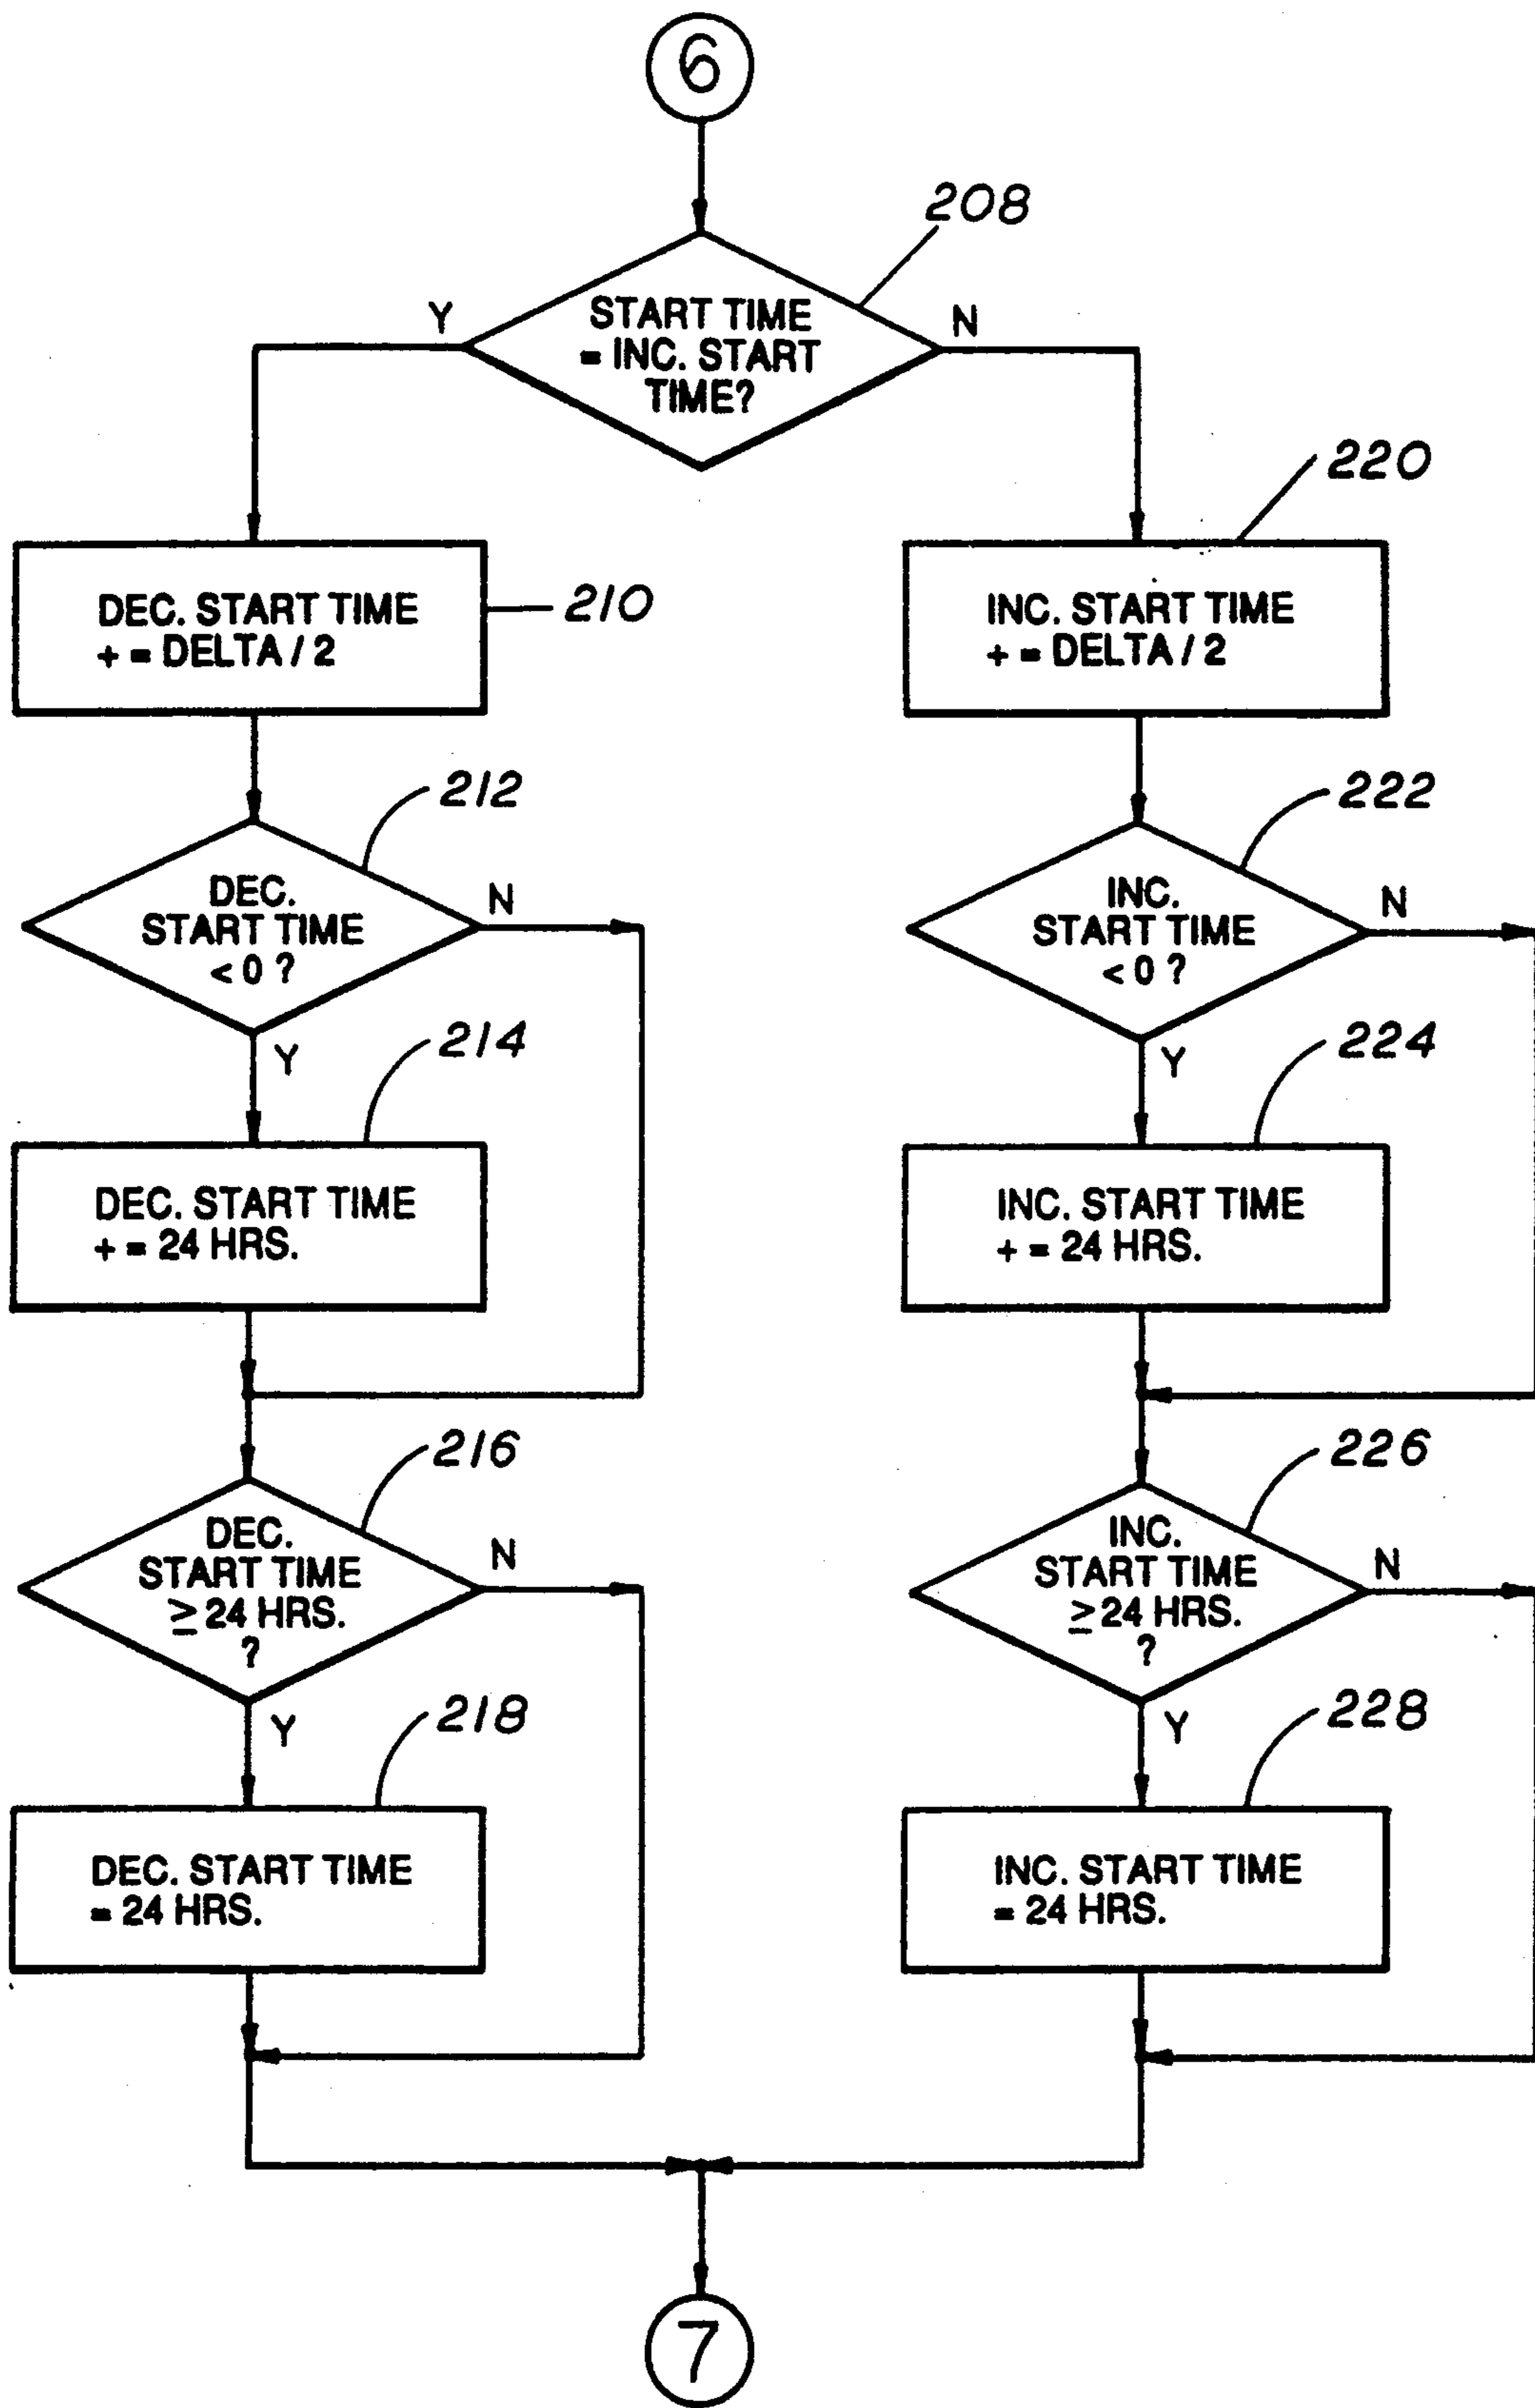 6
208
Y
START TIME
= INC. START
TIME?
N
220
DEC. START TIME
+ = DELTA / 2
210
INC. START TIME
+ = DELTA / 2
212
DEC.
START TIME
< 0 ?
N
Y
222
INC.
START TIME
< 0 ?
N
Y
214
DEC. START TIME
+ = 24 HRS.
224
INC. START TIME
+ = 24 HRS.
216
DEC.
START TIME
≥ 24 HRS.
?
N
Y
226
INC.
START TIME
≥ 24 HRS.
?
N
Y
218
DEC. START TIME
= 24 HRS.
228
INC. START TIME
= 24 HRS.
7